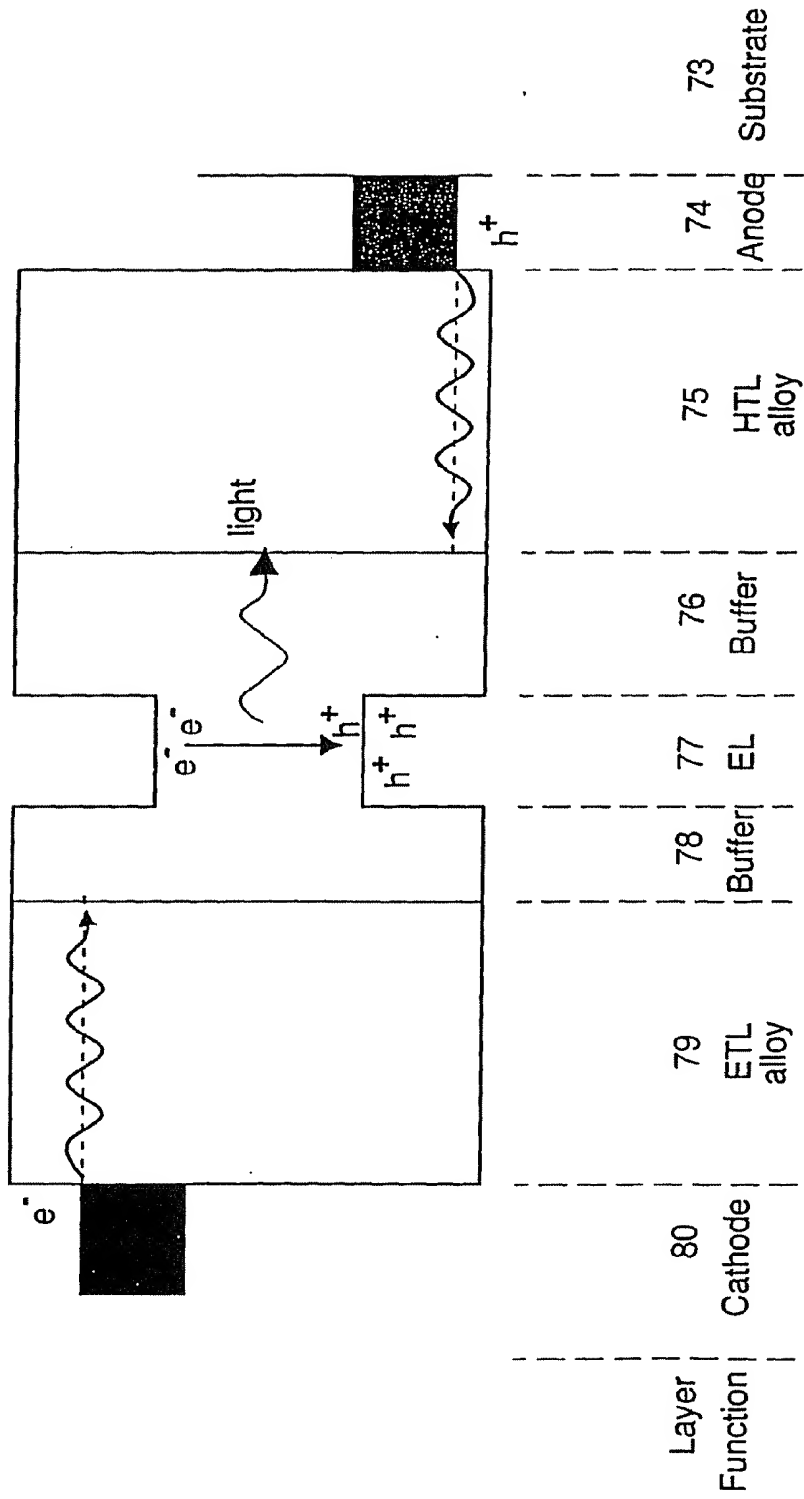 e-
e- e-
h+
h+ h+
light
h+
Layer 80 79 78 77 76 75 74 73
Function Cathode ETL alloy Buffer EL Buffer HTL alloy Anode Substrate